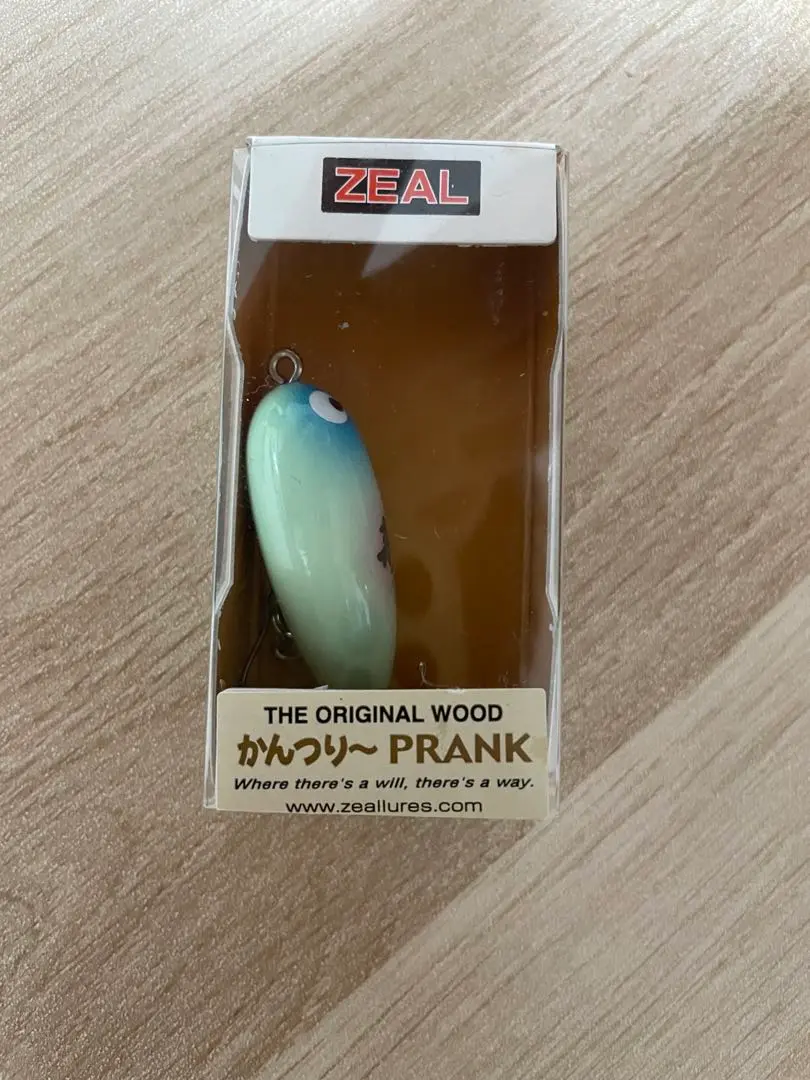 ZEAL
THE ORIGINAL WOOD
かんつり〜 PRANK
Where there's a will, there's a way.
www.zeallures.com